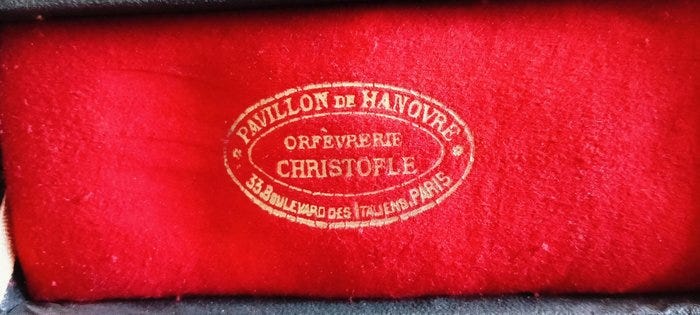 PAVILLON DE HANOVRE
ORFÈVRERIE
CHRISTOFLE
33. BOULEVARD DES ITALIENS. PARIS